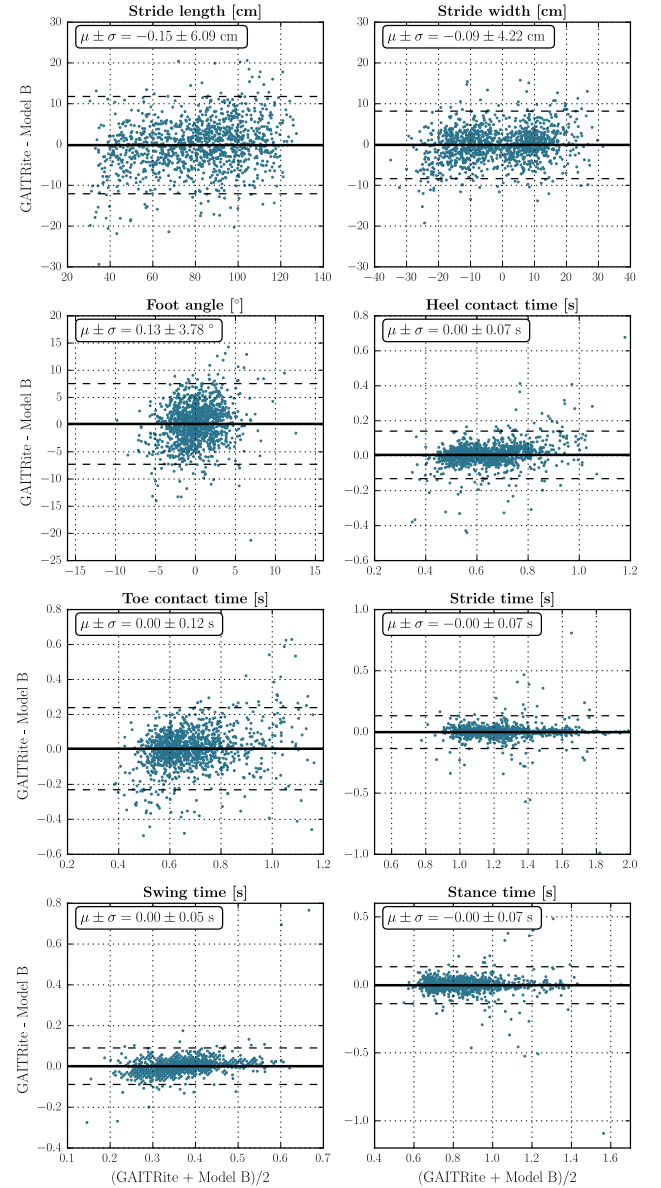 Stride length [cm]
Stride width [cm]
μ ± σ = −0.15 ± 6.09 cm
μ ± σ = −0.09 ± 4.22 cm
GAITRite - Model B
30
20
10
0
−10
−20
−30
20 40 60 80 100 120 140
30
20
10
0
−10
−20
−30
−40 −30 −20 −10 0 10 20 30 40
Foot angle [°]
Heel contact time [s]
μ ± σ = 0.13 ± 3.78 °
μ ± σ = 0.00 ± 0.07 s
GAITRite - Model B
20
15
10
5
0
−5
−10
−15
−20
−25
−15 −10 −5 0 5 10 15
0.8
0.6
0.4
0.2
0.0
−0.2
−0.4
−0.6
0.2 0.4 0.6 0.8 1.0 1.2
Toe contact time [s]
Stride time [s]
μ ± σ = 0.00 ± 0.12 s
μ ± σ = −0.00 ± 0.07 s
GAITRite - Model B
0.8
0.6
0.4
0.2
0.0
−0.2
−0.4
−0.6
0.2 0.4 0.6 0.8 1.0 1.2
1.0
0.5
0.0
−0.5
−1.0
0.6 0.8 1.0 1.2 1.4 1.6 1.8 2.0
Swing time [s]
Stance time [s]
μ ± σ = 0.00 ± 0.05 s
μ ± σ = −0.00 ± 0.07 s
GAITRite - Model B
0.8
0.6
0.4
0.2
0.0
−0.2
−0.4
0.1 0.2 0.3 0.4 0.5 0.6 0.7
0.5
0.0
−0.5
−1.0
0.4 0.6 0.8 1.0 1.2 1.4 1.6
(GAITRite + Model B)/2
(GAITRite + Model B)/2